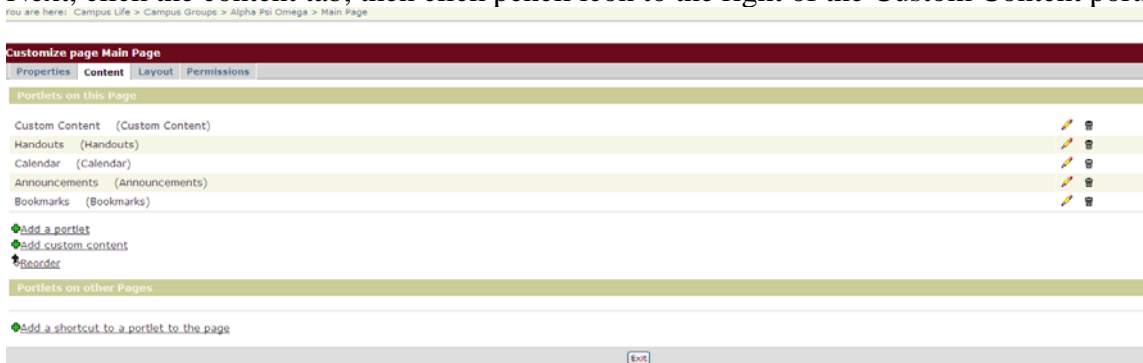 Next, click the content tab, then click pencil icon to the right of the Custom Content
You are here: Campus Life > Campus Groups > Alpha Psi Omega > Main Page
Customize page Main Page
Properties Content Layout Permissions
Portlets on this Page
Custom Content (Custom Content)
Handouts (Handouts)
Calendar (Calendar)
Announcements (Announcements)
Bookmarks (Bookmarks)
Add a portlet
Add custom content
Reorder
Portlets on other Pages
Add a shortcut to a portlet to the page
Exit